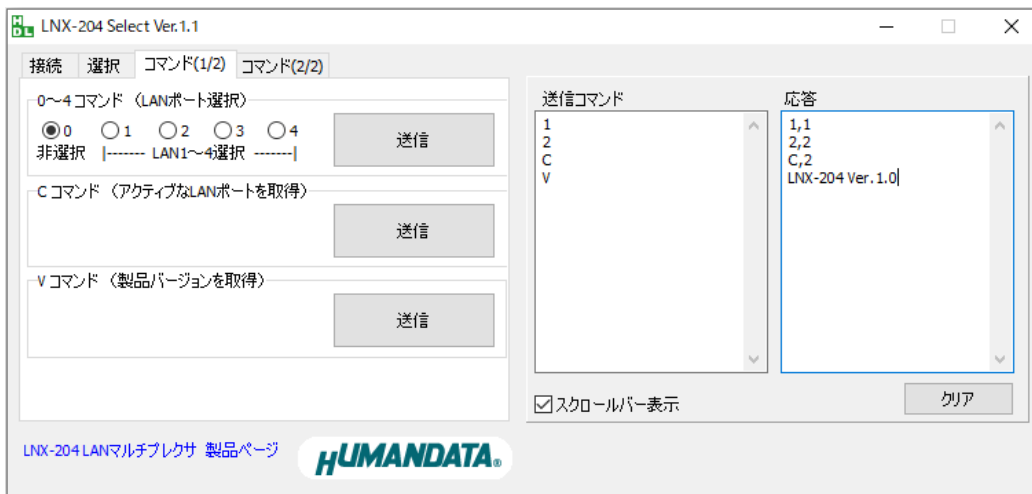 LNX-204 Select Ver.1.1
接続 選択 コマンド(1/2) コマンド(2/2)
0～4コマンド (LANポート選択)
0 1 2 3 4
非選択 |------- LAN1～4選択 -------|
送信
C コマンド (アクティブなLANポートを取得)
送信
V コマンド (製品バージョンを取得)
送信
LNX-204 LANマルチプレクサ 製品ページ
HUMANDATA®
送信コマンド
1
2
C
V
応答
1,1
2,2
C,2
LNX-204 Ver.1.0
スクロールバー表示
クリア